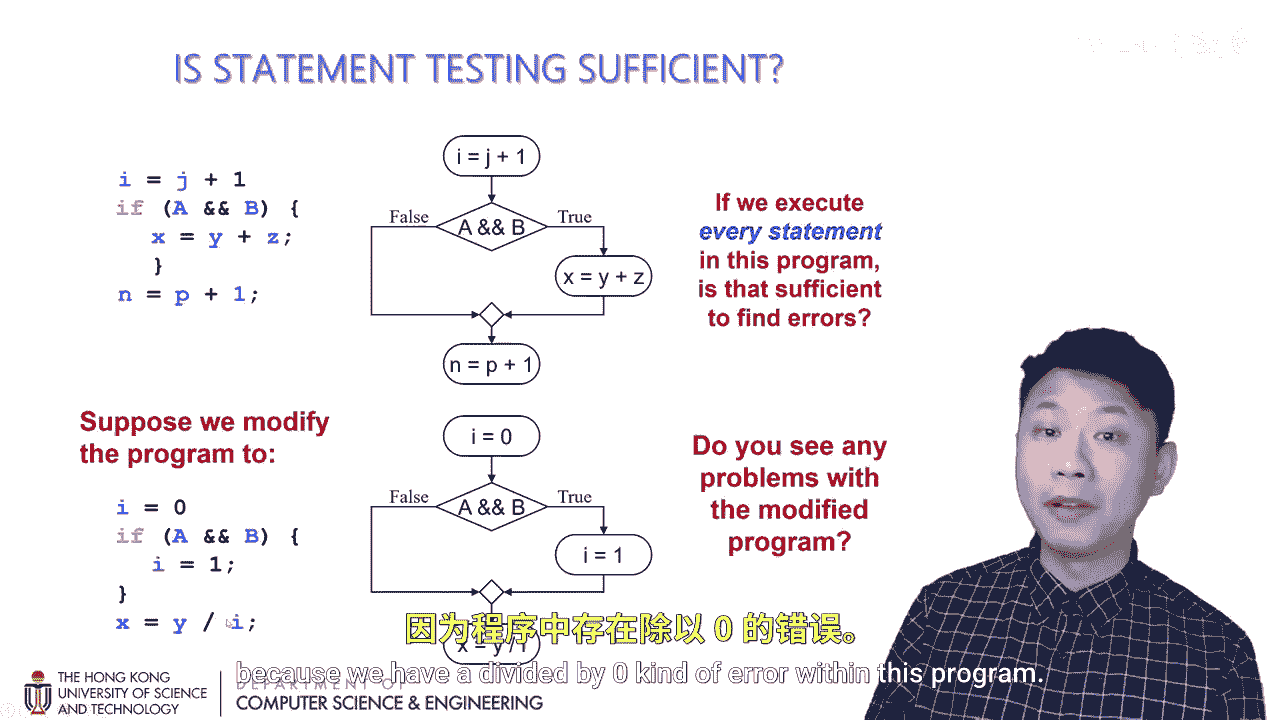 IS STATEMENT TESTING SUFFICIENT?
i = j + 1
if (A && B) {
x = y + z;
}
n = p + 1;
i = j + 1
False
A && B
True
x = y + z
n = p + 1
If we execute
every statement
in this program,
is that sufficient
to find errors?
Suppose we modify
the program to:
i = 0
if (A && B) {
i = 1;
}
x = y / i;
i = 0
False
A && B
True
i = 1
x = y / i
Do you see any
problems with
the modified
program?
因为程序中存在除以 0 的错误。
because we have a divided by 0 kind of error within this program.
THE HONG KONG
UNIVERSITY OF SCIENCE
AND TECHNOLOGY
DEPARTMENT OF
COMPUTER SCIENCE & ENGINEERING